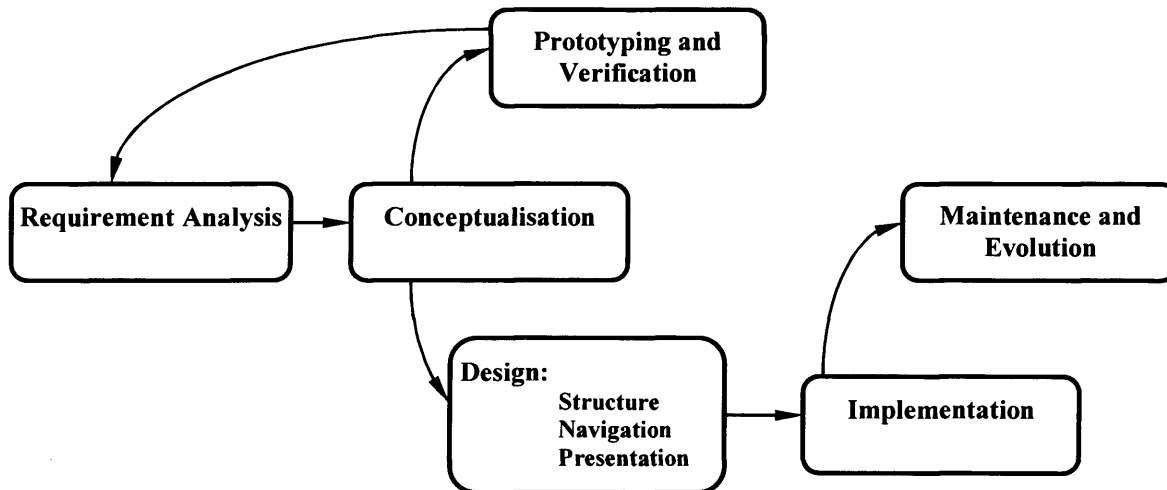 Prototyping and
Verification
Requirement Analysis
Conceptualisation
Maintenance and
Evolution
Design:
Structure
Navigation
Presentation
Implementation